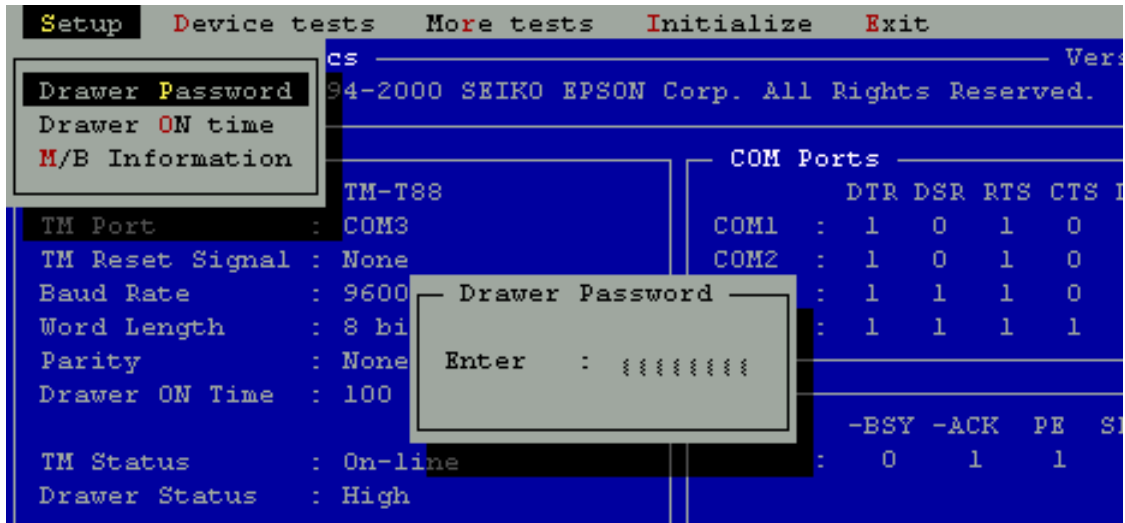 Setup Device tests More tests Initialize Exit
cs Vers
Drawer Password 94-2000 SEIKO EPSON Corp. All Rights Reserved.
Drawer ON time
M/B Information COM Ports
TM-T88 DTR DSR RTS CTS
TM Port : COM3 COM1 : 1 0 1 0
TM Reset Signal : None COM2 : 1 0 1 0
Baud Rate : 9600 Drawer Password : 1 1 1 0
Word Length : 8 bi : 1 1 1 1
Parity : None Enter :
Drawer ON Time : 100
-BSY -ACK PE
TM Status : On-line : 0 1 1
Drawer Status : High